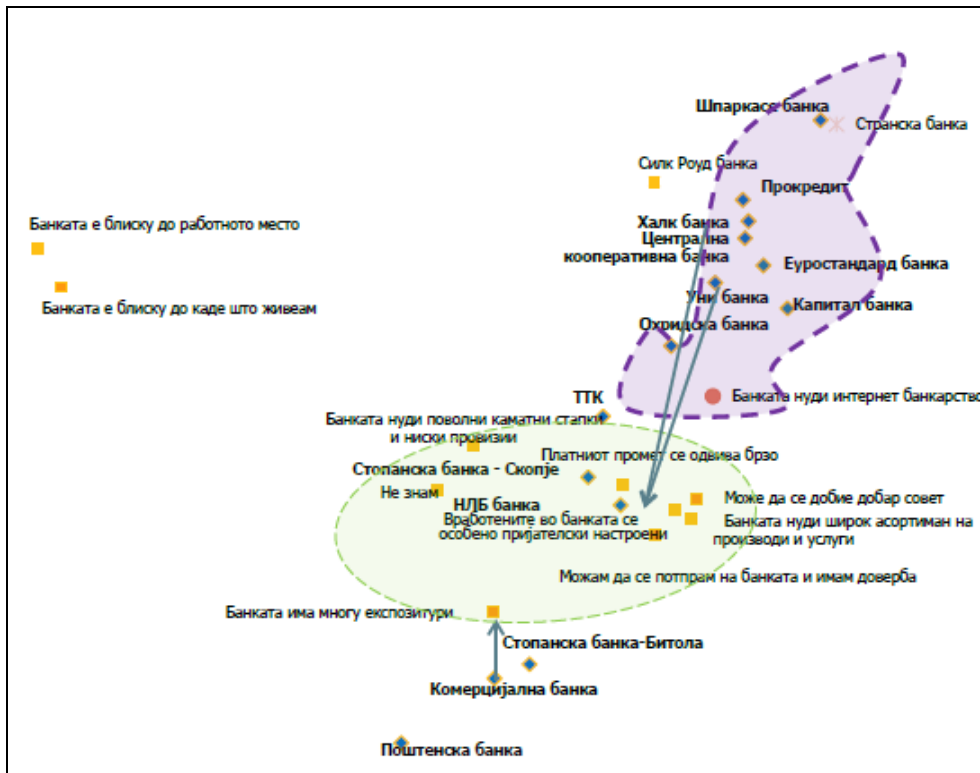 Шпаркасе банка
Странска банка
Силк Роуд банка
Прокредит
Банката е блиску до работното место
Халк банка
Централна
кооперативна банка
Еуростандард банка
Банката е блиску до каде што живеам
Уни банка
Капитал банка
Охридска банка
ТТК
Банката нуди интернет банкарство
Банката нуди поволни каматни стапки
и ниски провизии
Платниот промет се одвива брзо
Стопанска банка - Скопје
Не знам
НЛБ банка
Може да се добие добар совет
Вработените во банката се
особено пријателски настроени
Банката нуди широк асортиман на
производи и услуги
Можам да се потпрам на банката и имам доверба
Банката има многу експозитури
Стопанска банка-Битола
Комерцијална банка
Поштенска банка